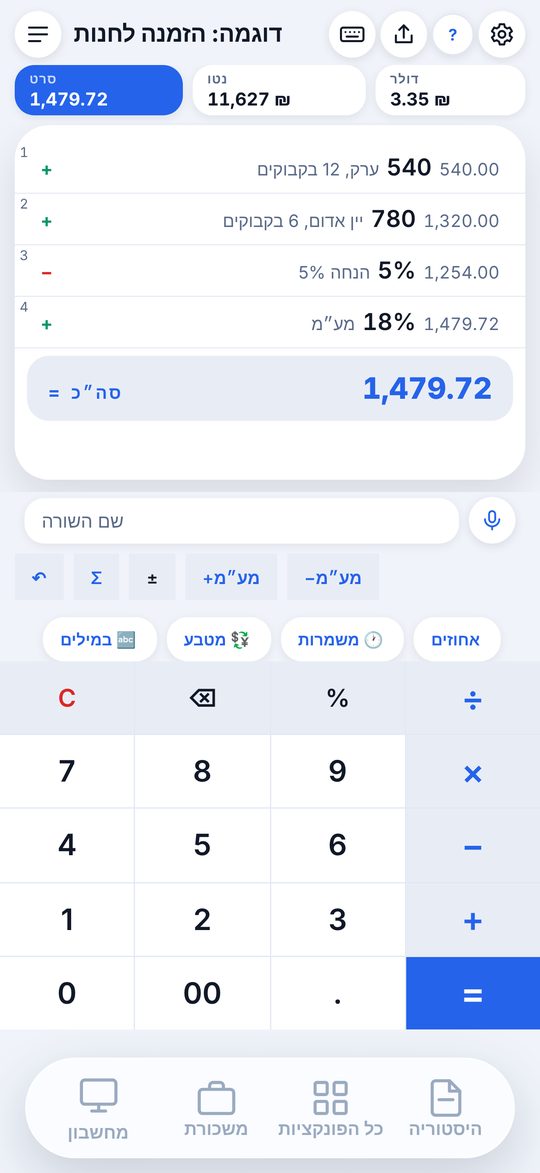 דוגמה: הזמנה לחנות
?
סרט נטו דולר
1,479.72 11,627 ₪ 3.35 ₪
1 + 540.00 540 ערק, 12 בקבוקים
2 + 1,320.00 780 יין אדום, 6 בקבוקים
3 − 1,254.00 5% הנחה 5%
4 + 1,479.72 18% מע״מ
סה״כ = 1,479.72
שם השורה
↶ Σ ± מע״מ+ מע״מ−
🔤 במילים 💱 מטבע 🕐 משמרות אחוזים
C % ÷
7 8 9 ×
4 5 6 −
1 2 3 +
0 00 . =
מחשבון משכורת כל הפונקציות היסטוריה